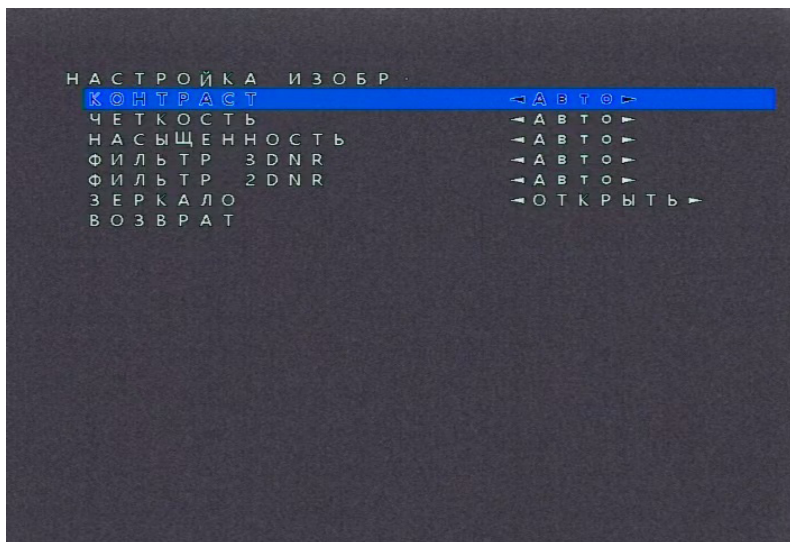 НАСТРОЙКА ИЗОБР.
КОНТРАСТ ◄Авто►
ЧЕТКОСТЬ ◄Авто►
НАСЫЩЕННОСТЬ ◄Авто►
ФИЛЬТР 3DNR ◄Авто►
ФИЛЬТР 2DNR ◄Авто►
ЗЕРКАЛО ◄ОТКРЫТЬ►
ВОЗВРАТ